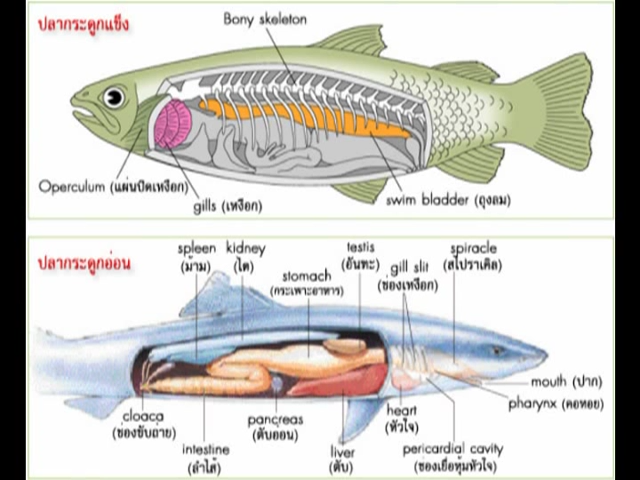 ปลากระดูกแข็ง
Bony skeleton
Operculum (แผ่นปิดเหงือก)
gills (เหงือก)
swim bladder (ถุงลม)
ปลากระดูกอ่อน
spleen
(ม้าม)
kidney
(ไต)
stomach
(กระเพาะอาหาร)
testis
(อัณฑะ)
gill slit
(ช่องเหงือก)
spiracle
(สไปราเคิล)
mouth (ปาก)
pharynx (คอหอย)
cloaca
(ช่องขับถ่าย)
intestine
(ลำไส้)
pancreas
(ตับอ่อน)
liver
(ตับ)
heart
(หัวใจ)
pericardial cavity
(ช่องเยื่อหุ้มหัวใจ)